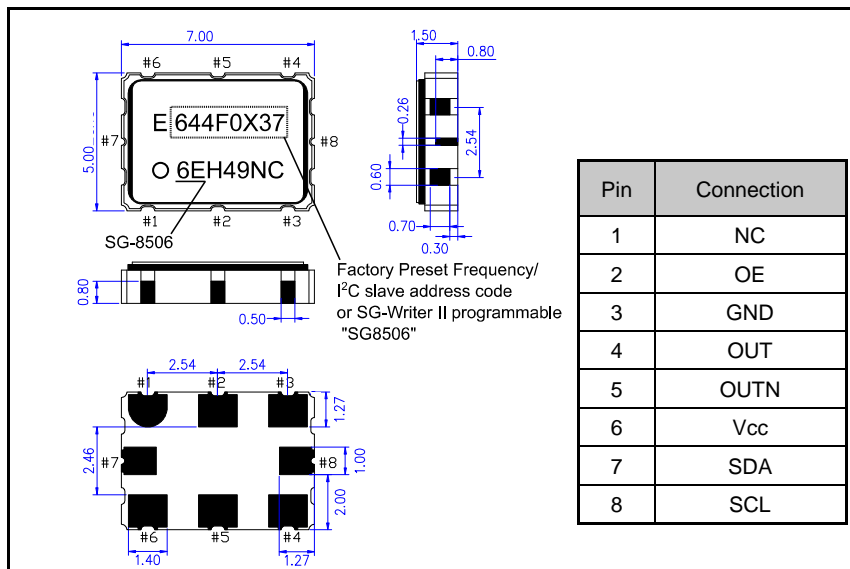 7.00
#6 #5 #4
E 644F0X37
#7 #8
5.00
O 6EH49NC
#1 #2 #3
SG-8506
1.50
0.80
0.26
2.54
0.60
0.70
0.30
0.80
0.50
Factory Preset Frequency/
I²C slave address code
or SG-Writer II programmable
"SG8506"
2.54 2.54
#1 #2 #3
1.27
2.46
#7 #8
1.00
2.00
#6 #5 #4
1.40 1.27
Pin Connection
1 NC
2 OE
3 GND
4 OUT
5 OUTN
6 Vcc
7 SDA
8 SCL